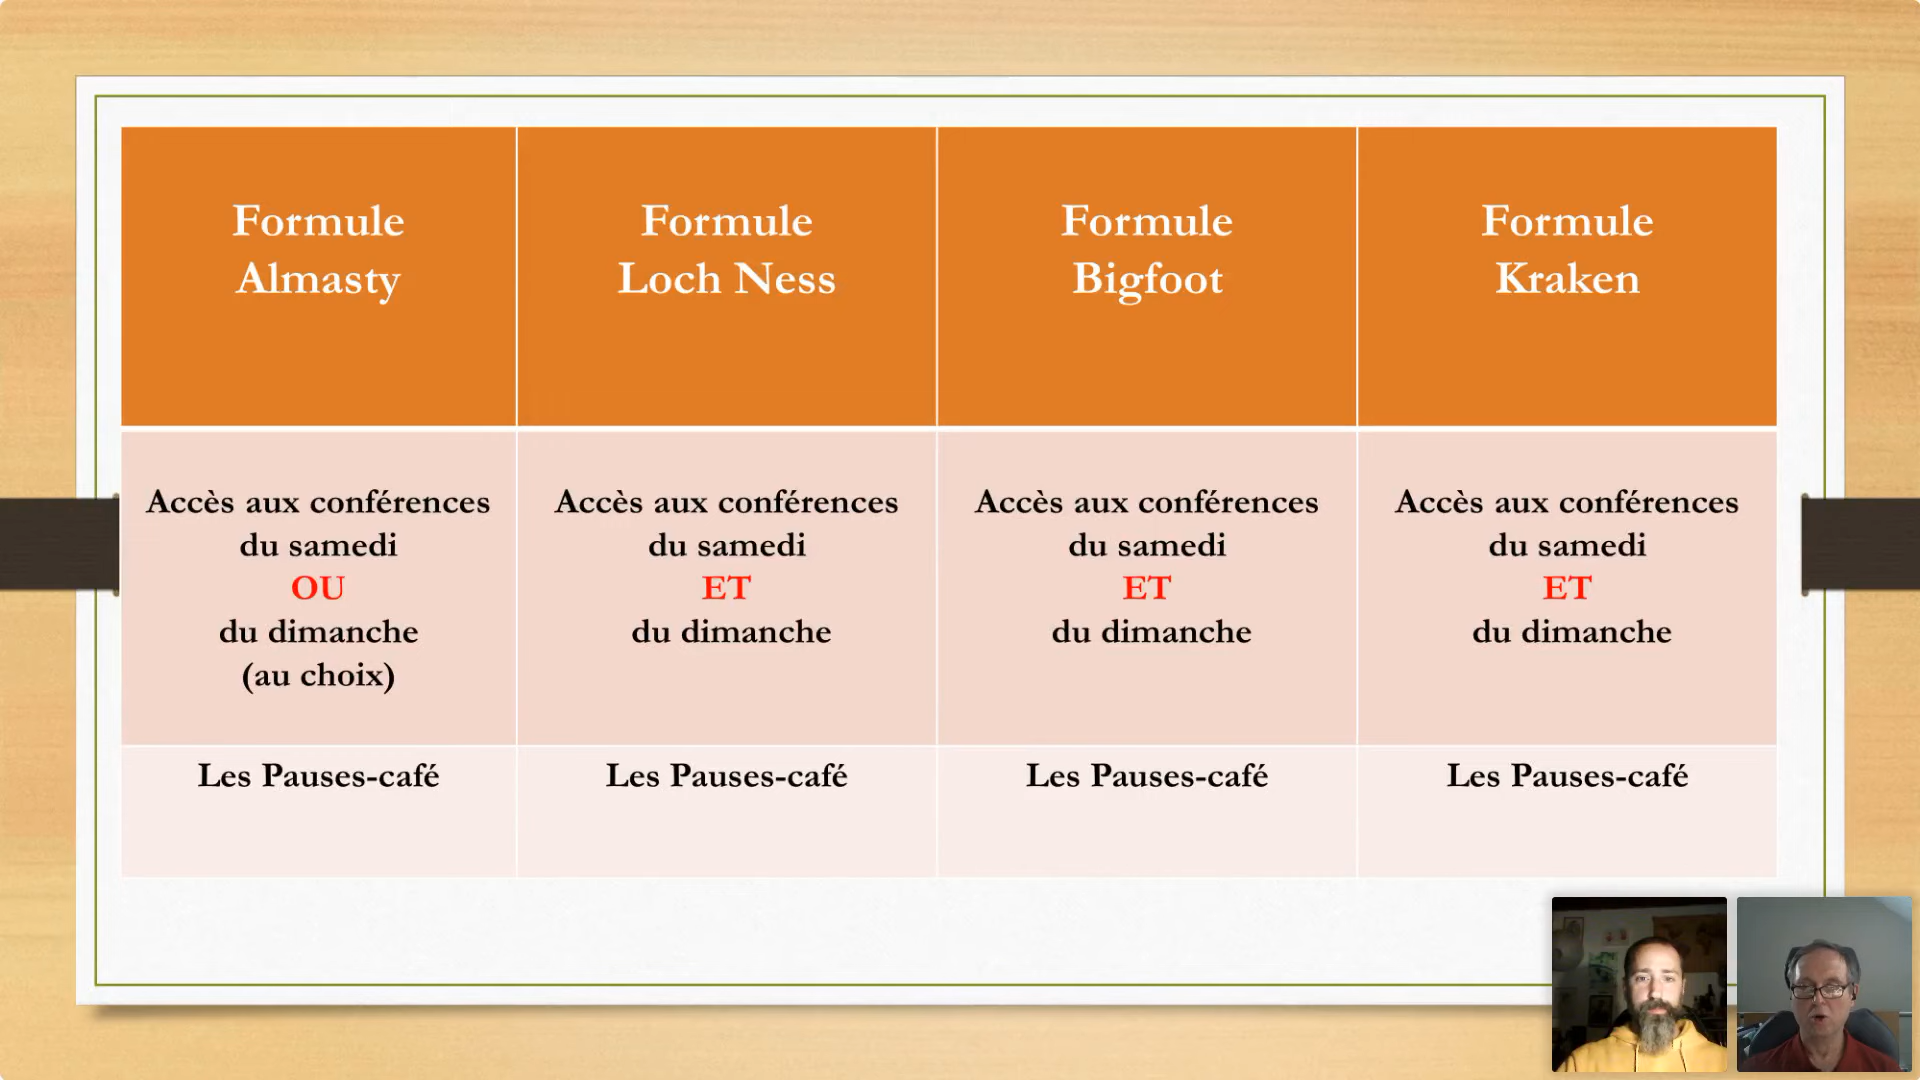 Formule
Almasty
Formule
Loch Ness
Formule
Bigfoot
Formule
Kraken
Accès aux conférences
du samedi
OU
du dimanche
(au choix)
Accès aux conférences
du samedi
ET
du dimanche
Accès aux conférences
du samedi
ET
du dimanche
Accès aux conférences
du samedi
ET
du dimanche
Les Pauses-café
Les Pauses-café
Les Pauses-café
Les Pauses-café